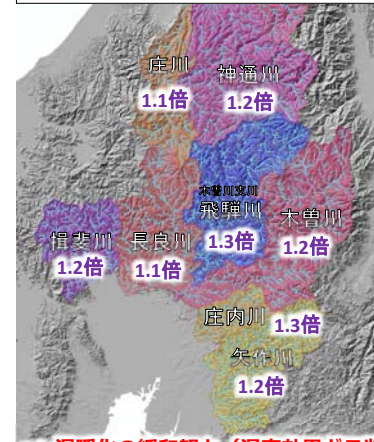 庄川
1.1倍
神通川
1.2倍
木曽川支川
飛騨川
1.3倍
木曽川
1.2倍
揖斐川
1.2倍
長良川
1.1倍
庄内川
1.3倍
矢作川
1.2倍